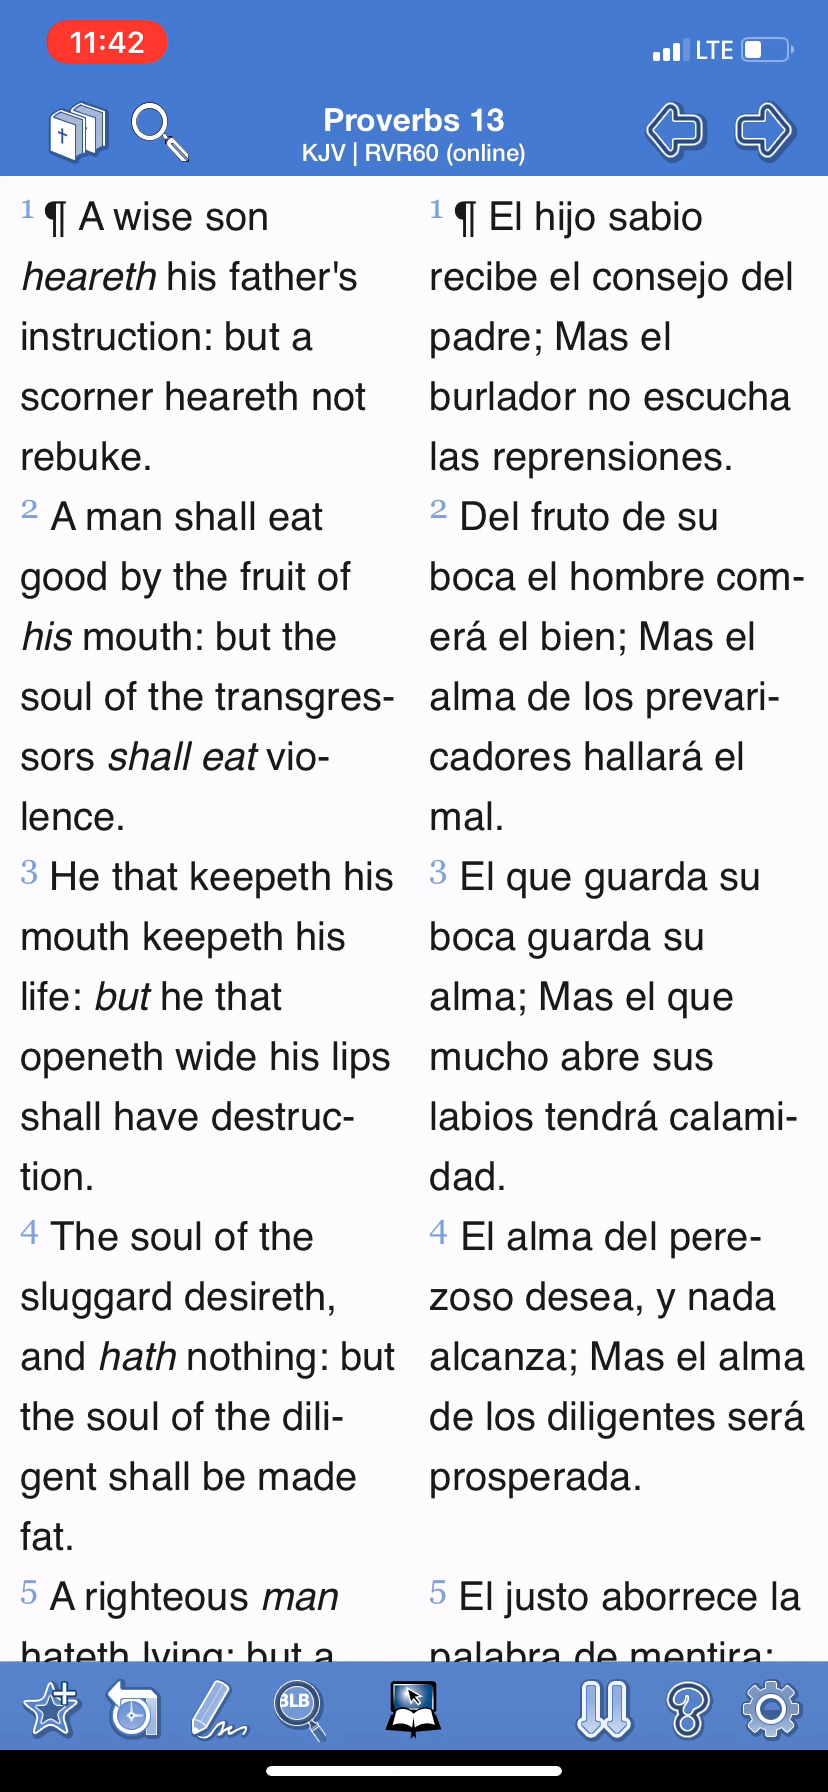 11:42
LTE
Proverbs 13
KJV | RVR60 (online)
1 ¶ A wise son
heareth his father's
instruction: but a
scorner heareth not
rebuke.
2 A man shall eat
good by the fruit of
his mouth: but the
soul of the transgres-
sors shall eat vio-
lence.
3 He that keepeth his
mouth keepeth his
life: but he that
openeth wide his lips
shall have destruc-
tion.
4 The soul of the
sluggard desireth,
and hath nothing: but
the soul of the dili-
gent shall be made
fat.
5 A righteous man
hateth lying: but a
1 ¶ El hijo sabio
recibe el consejo del
padre; Mas el
burlador no escucha
las reprensiones.
2 Del fruto de su
boca el hombre com-
erá el bien; Mas el
alma de los prevari-
cadores hallará el
mal.
3 El que guarda su
boca guarda su
alma; Mas el que
mucho abre sus
labios tendrá calami-
dad.
4 El alma del pere-
zoso desea, y nada
alcanza; Mas el alma
de los diligentes será
prosperada.
5 El justo aborrece la
palabra de mentira;
BLB